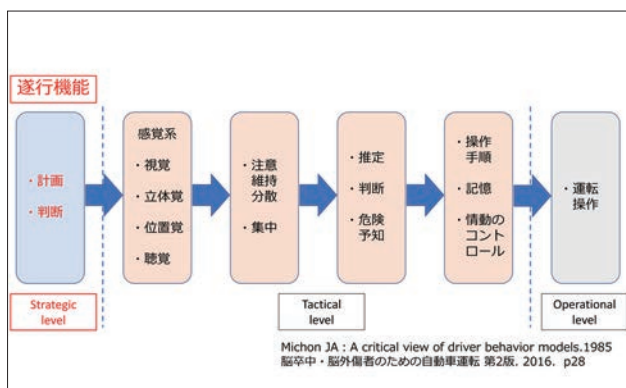 遂行機能
・計画
・判断
感覚系
・視覚
・立体覚
・位置覚
・聴覚
・注意
維持
分散
・集中
・推定
・判断
・危険
予知
・操作
手順
・記憶
・情動の
コント
ロール
・運転
操作
Strategic
level
Tactical
level
Operational
level
Michon JA : A critical view of driver behavior models.1985
脳卒中・脳外傷者のための自動車運転 第2版. 2016. p28